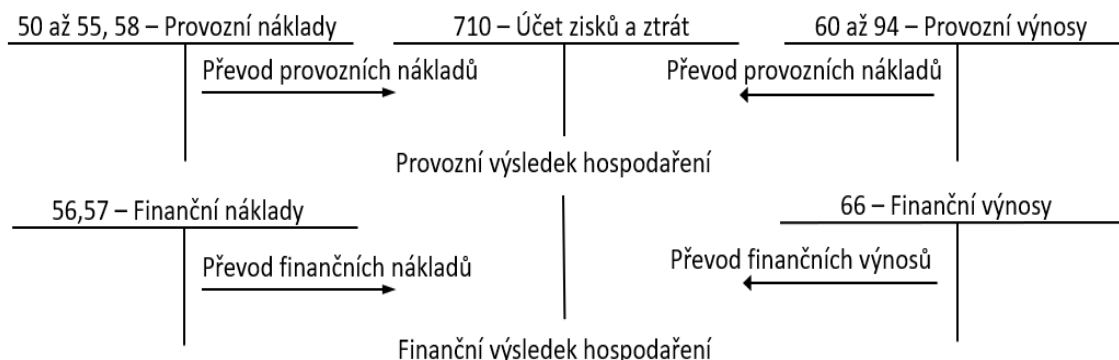 50 až 55, 58 – Provozní náklady
710 – Účet zisků a ztrát
60 až 94 – Provozní výnosy
Převod provozních nákladů
Převod provozních nákladů
Provozní výsledek hospodaření
56,57 – Finanční náklady
66 – Finanční výnosy
Převod finančních nákladů
Převod finančních výnosů
Finanční výsledek hospodaření